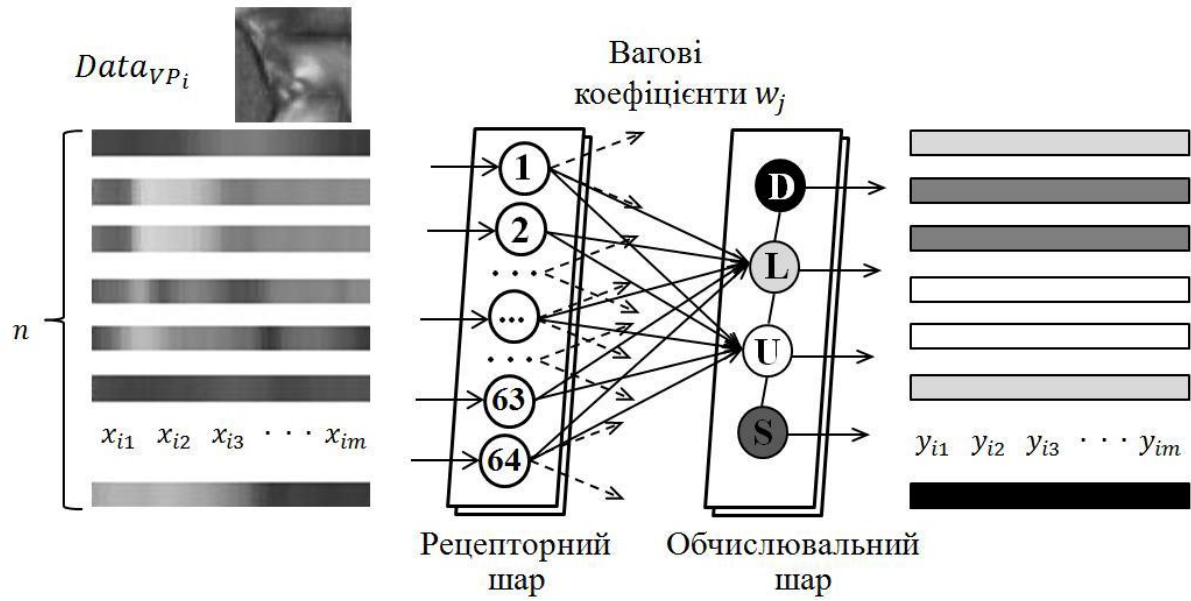 Data_{VP_i}
Вагові
коефіцієнти w_j
1
2
· · ·
...
· · ·
63
64
D
L
U
S
n
x_{i1} x_{i2} x_{i3} · · · x_{im}
y_{i1} y_{i2} y_{i3} · · · y_{im}
Рецепторний
шар
Обчислювальний
шар